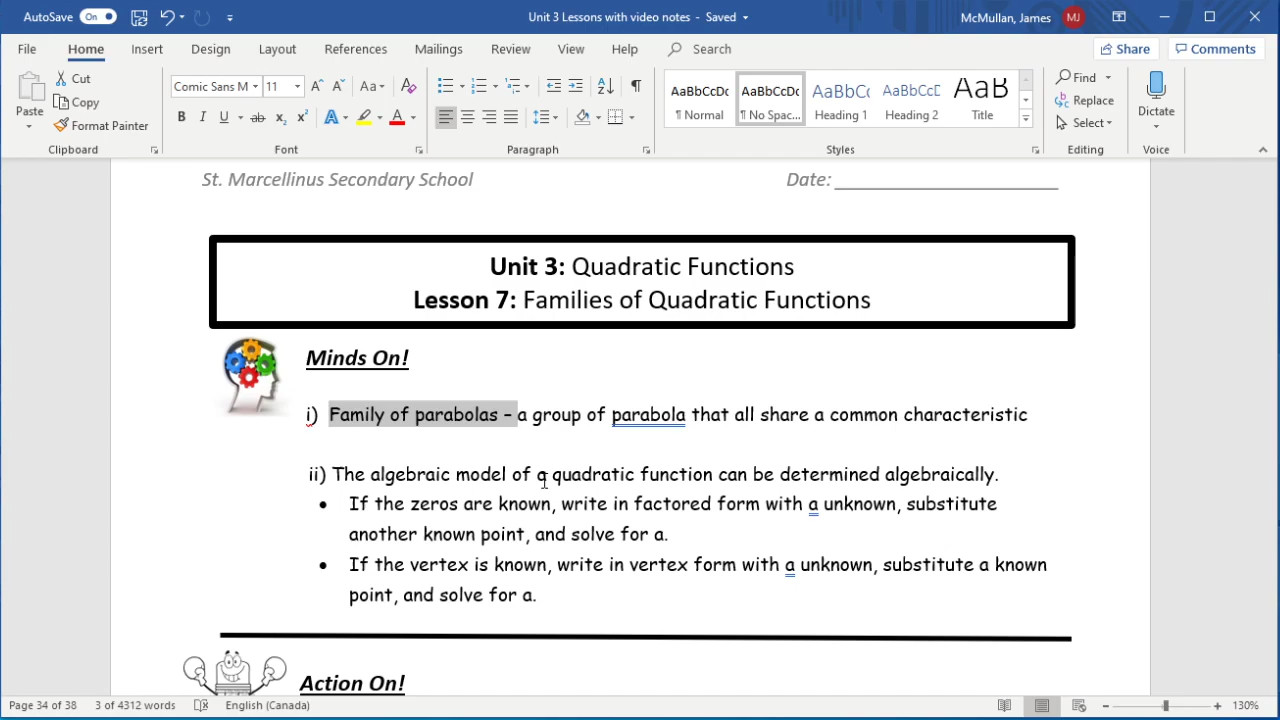 AutoSave On Unit 3 Lessons with video notes - Saved McMullan, James MJ
File Home Insert Design Layout References Mailings Review View Help Search Share Comments
Paste Cut Copy Format Painter
Comic Sans M 11 Aa
B I U ab x₂ x² A A
AaBbCcDc AaBbCcDc AaBbCc AaBbCcD AaB
¶ Normal ¶ No Spac... Heading 1 Heading 2 Title
Find Replace Select
Dictate
Clipboard Font Paragraph Styles Editing Voice
St. Marcellinus Secondary School Date: ______________________
Unit 3: Quadratic Functions
Lesson 7: Families of Quadratic Functions
Minds On!
i) Family of parabolas – a group of parabola that all share a common characteristic
ii) The algebraic model of a quadratic function can be determined algebraically.
• If the zeros are known, write in factored form with a unknown, substitute
another known point, and solve for a.
• If the vertex is known, write in vertex form with a unknown, substitute a known
point, and solve for a.
Action On!
Page 34 of 38 3 of 4312 words English (Canada) 130%